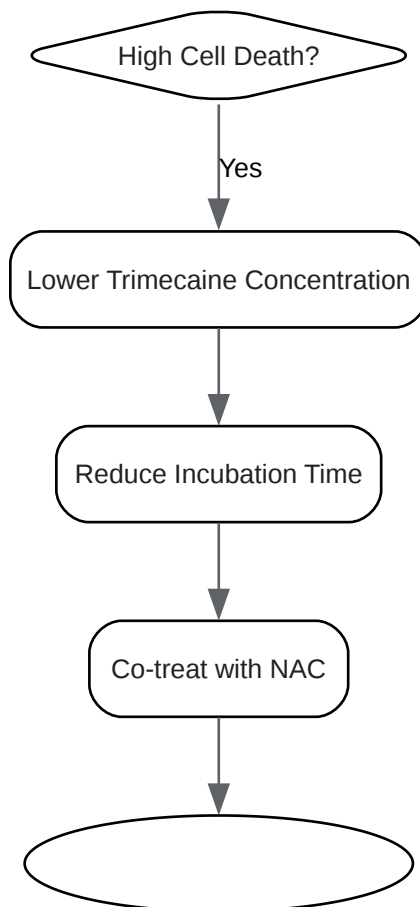 High Cell Death?
Yes
Lower Trimecaine Concentration
Reduce Incubation Time
Co-treat with NAC